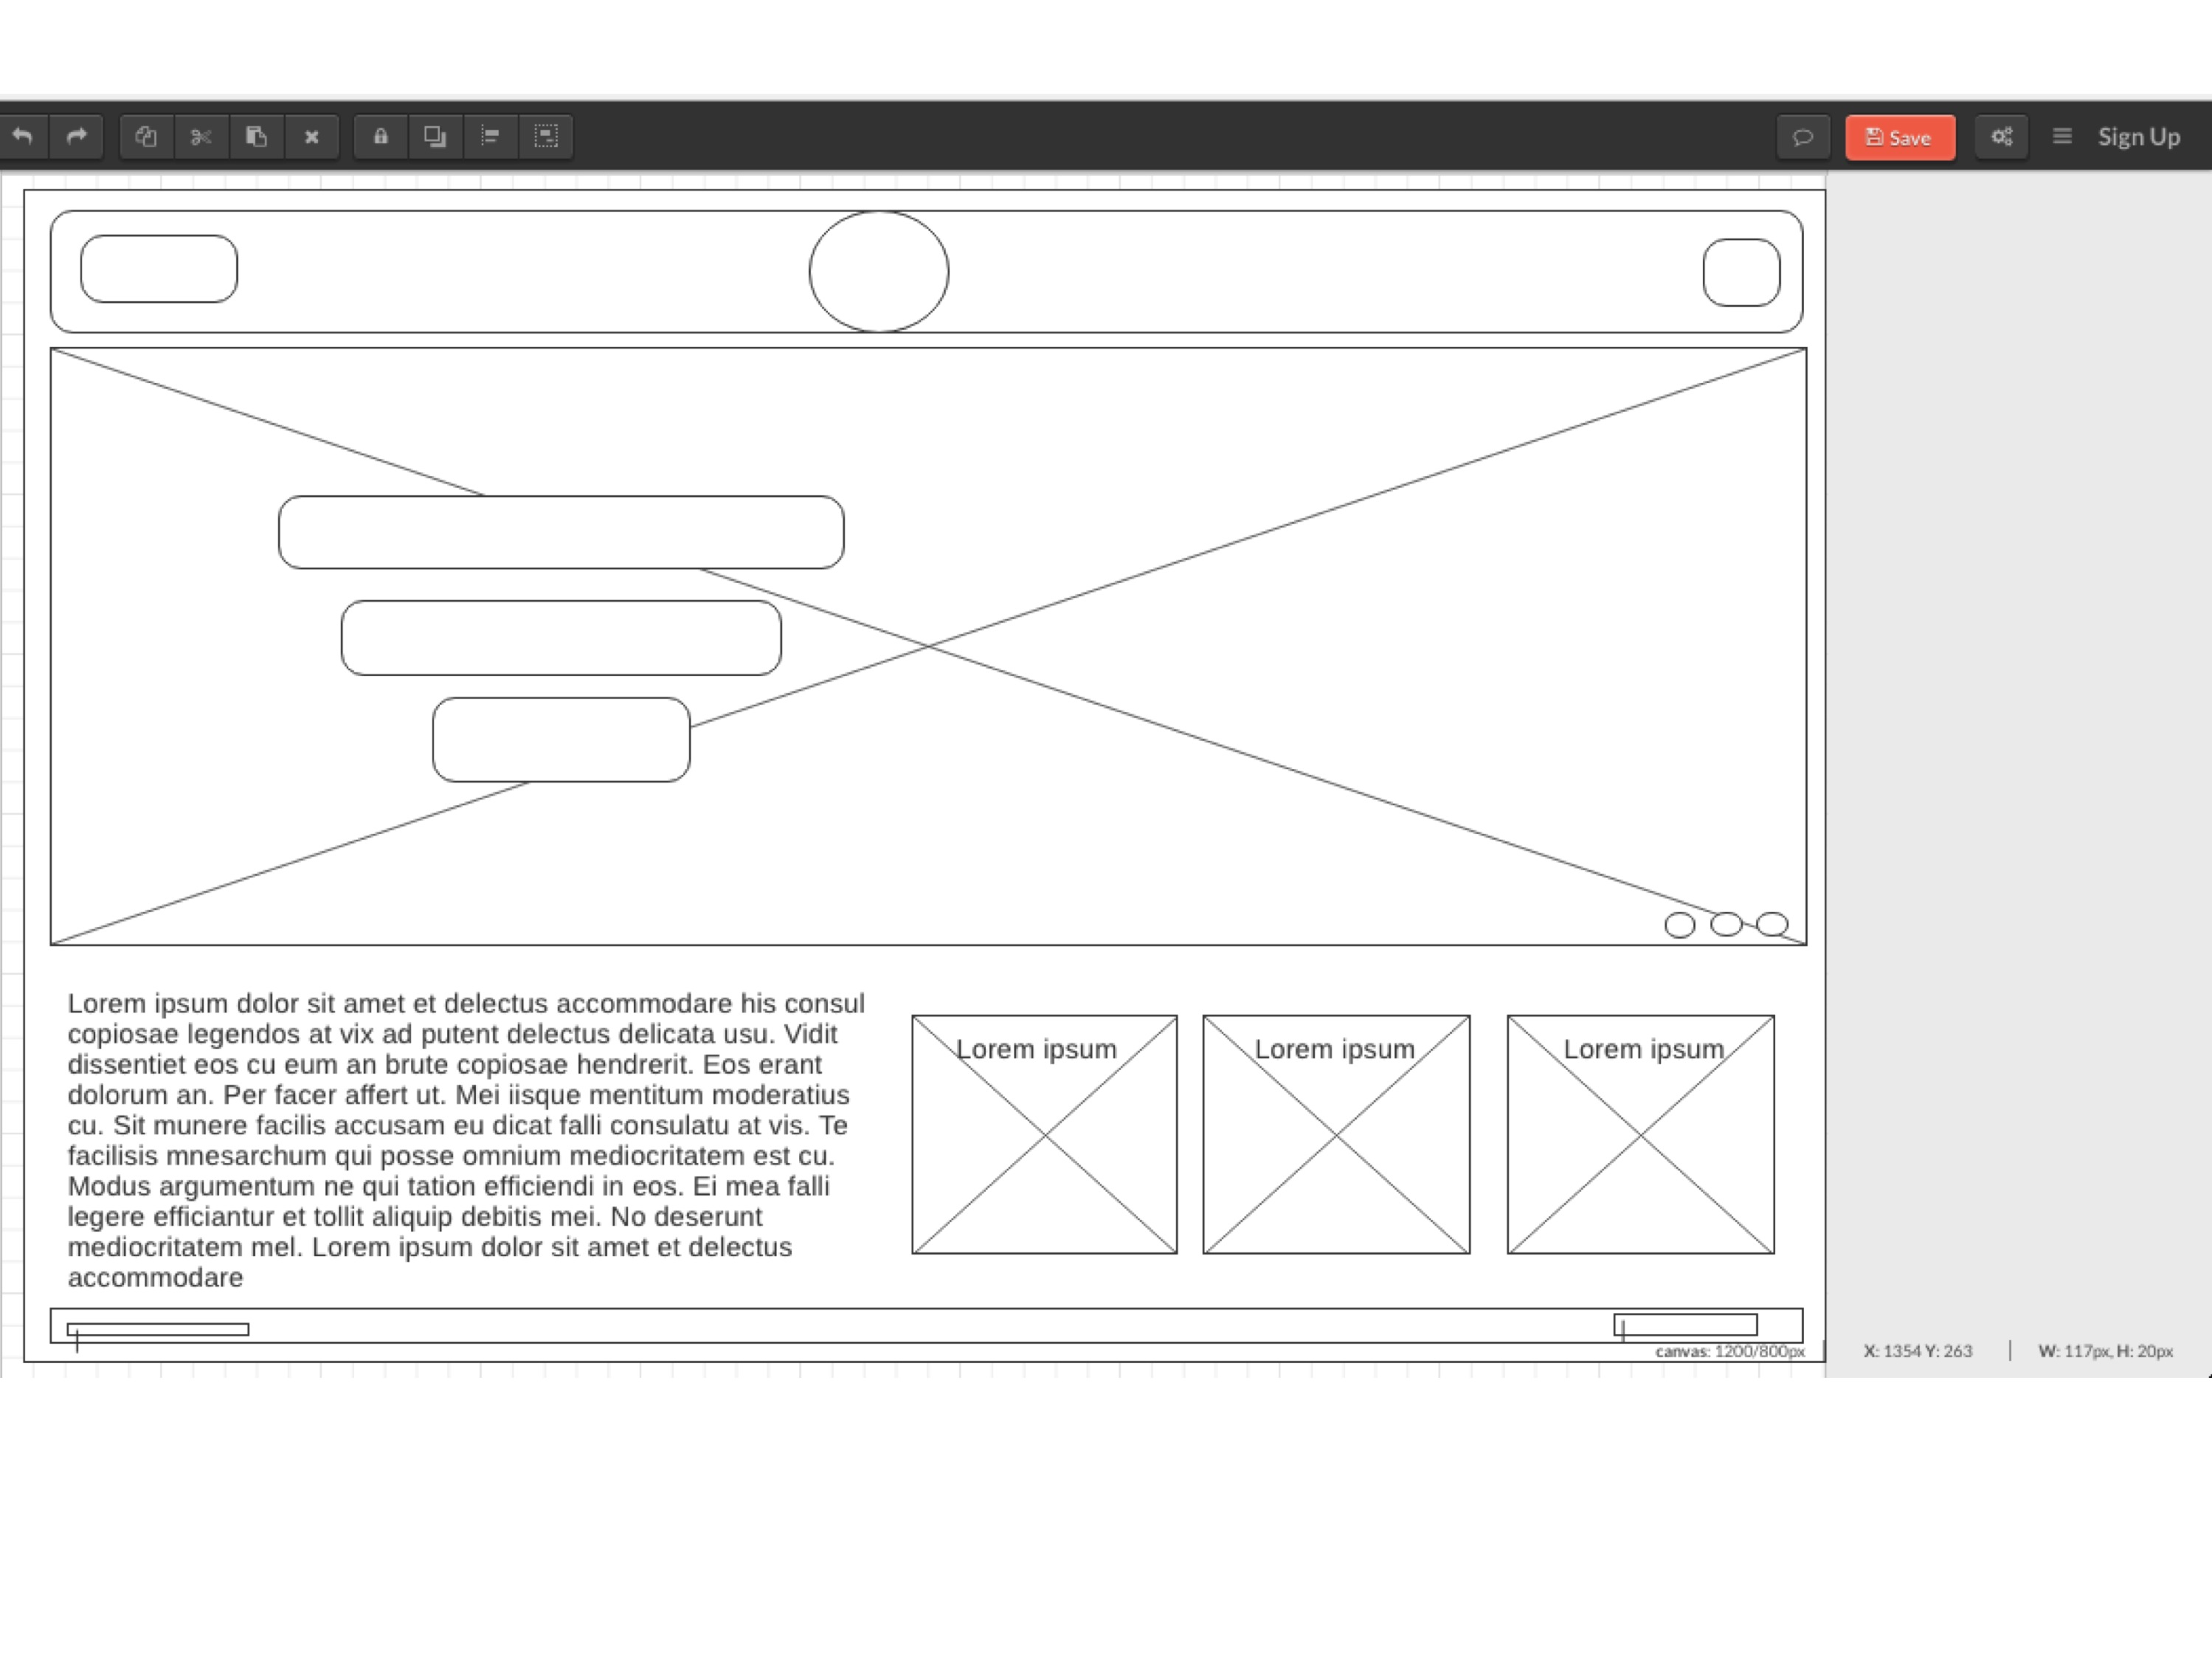 Save
Sign Up
Lorem ipsum dolor sit amet et delectus accommodare his consul
copiosae legendos at vix ad putent delectus delicata usu. Vidit
dissentiet eos cu eum an brute copiosae hendrerit. Eos erant
dolorum an. Per facer affert ut. Mei iisque mentitum moderatius
cu. Sit munere facilis accusam eu dicat falli consulatu at vis. Te
facilisis mnesarchum qui posse omnium mediocritatem est cu.
Modus argumentum ne qui tation efficiendi in eos. Ei mea falli
legere efficiantur et tollit aliquip debitis mei. No deserunt
mediocritatem mel. Lorem ipsum dolor sit amet et delectus
accommodare
Lorem ipsum
Lorem ipsum
Lorem ipsum
canvas: 1200/800px
X: 1354 Y: 263
W: 117px, H: 20px